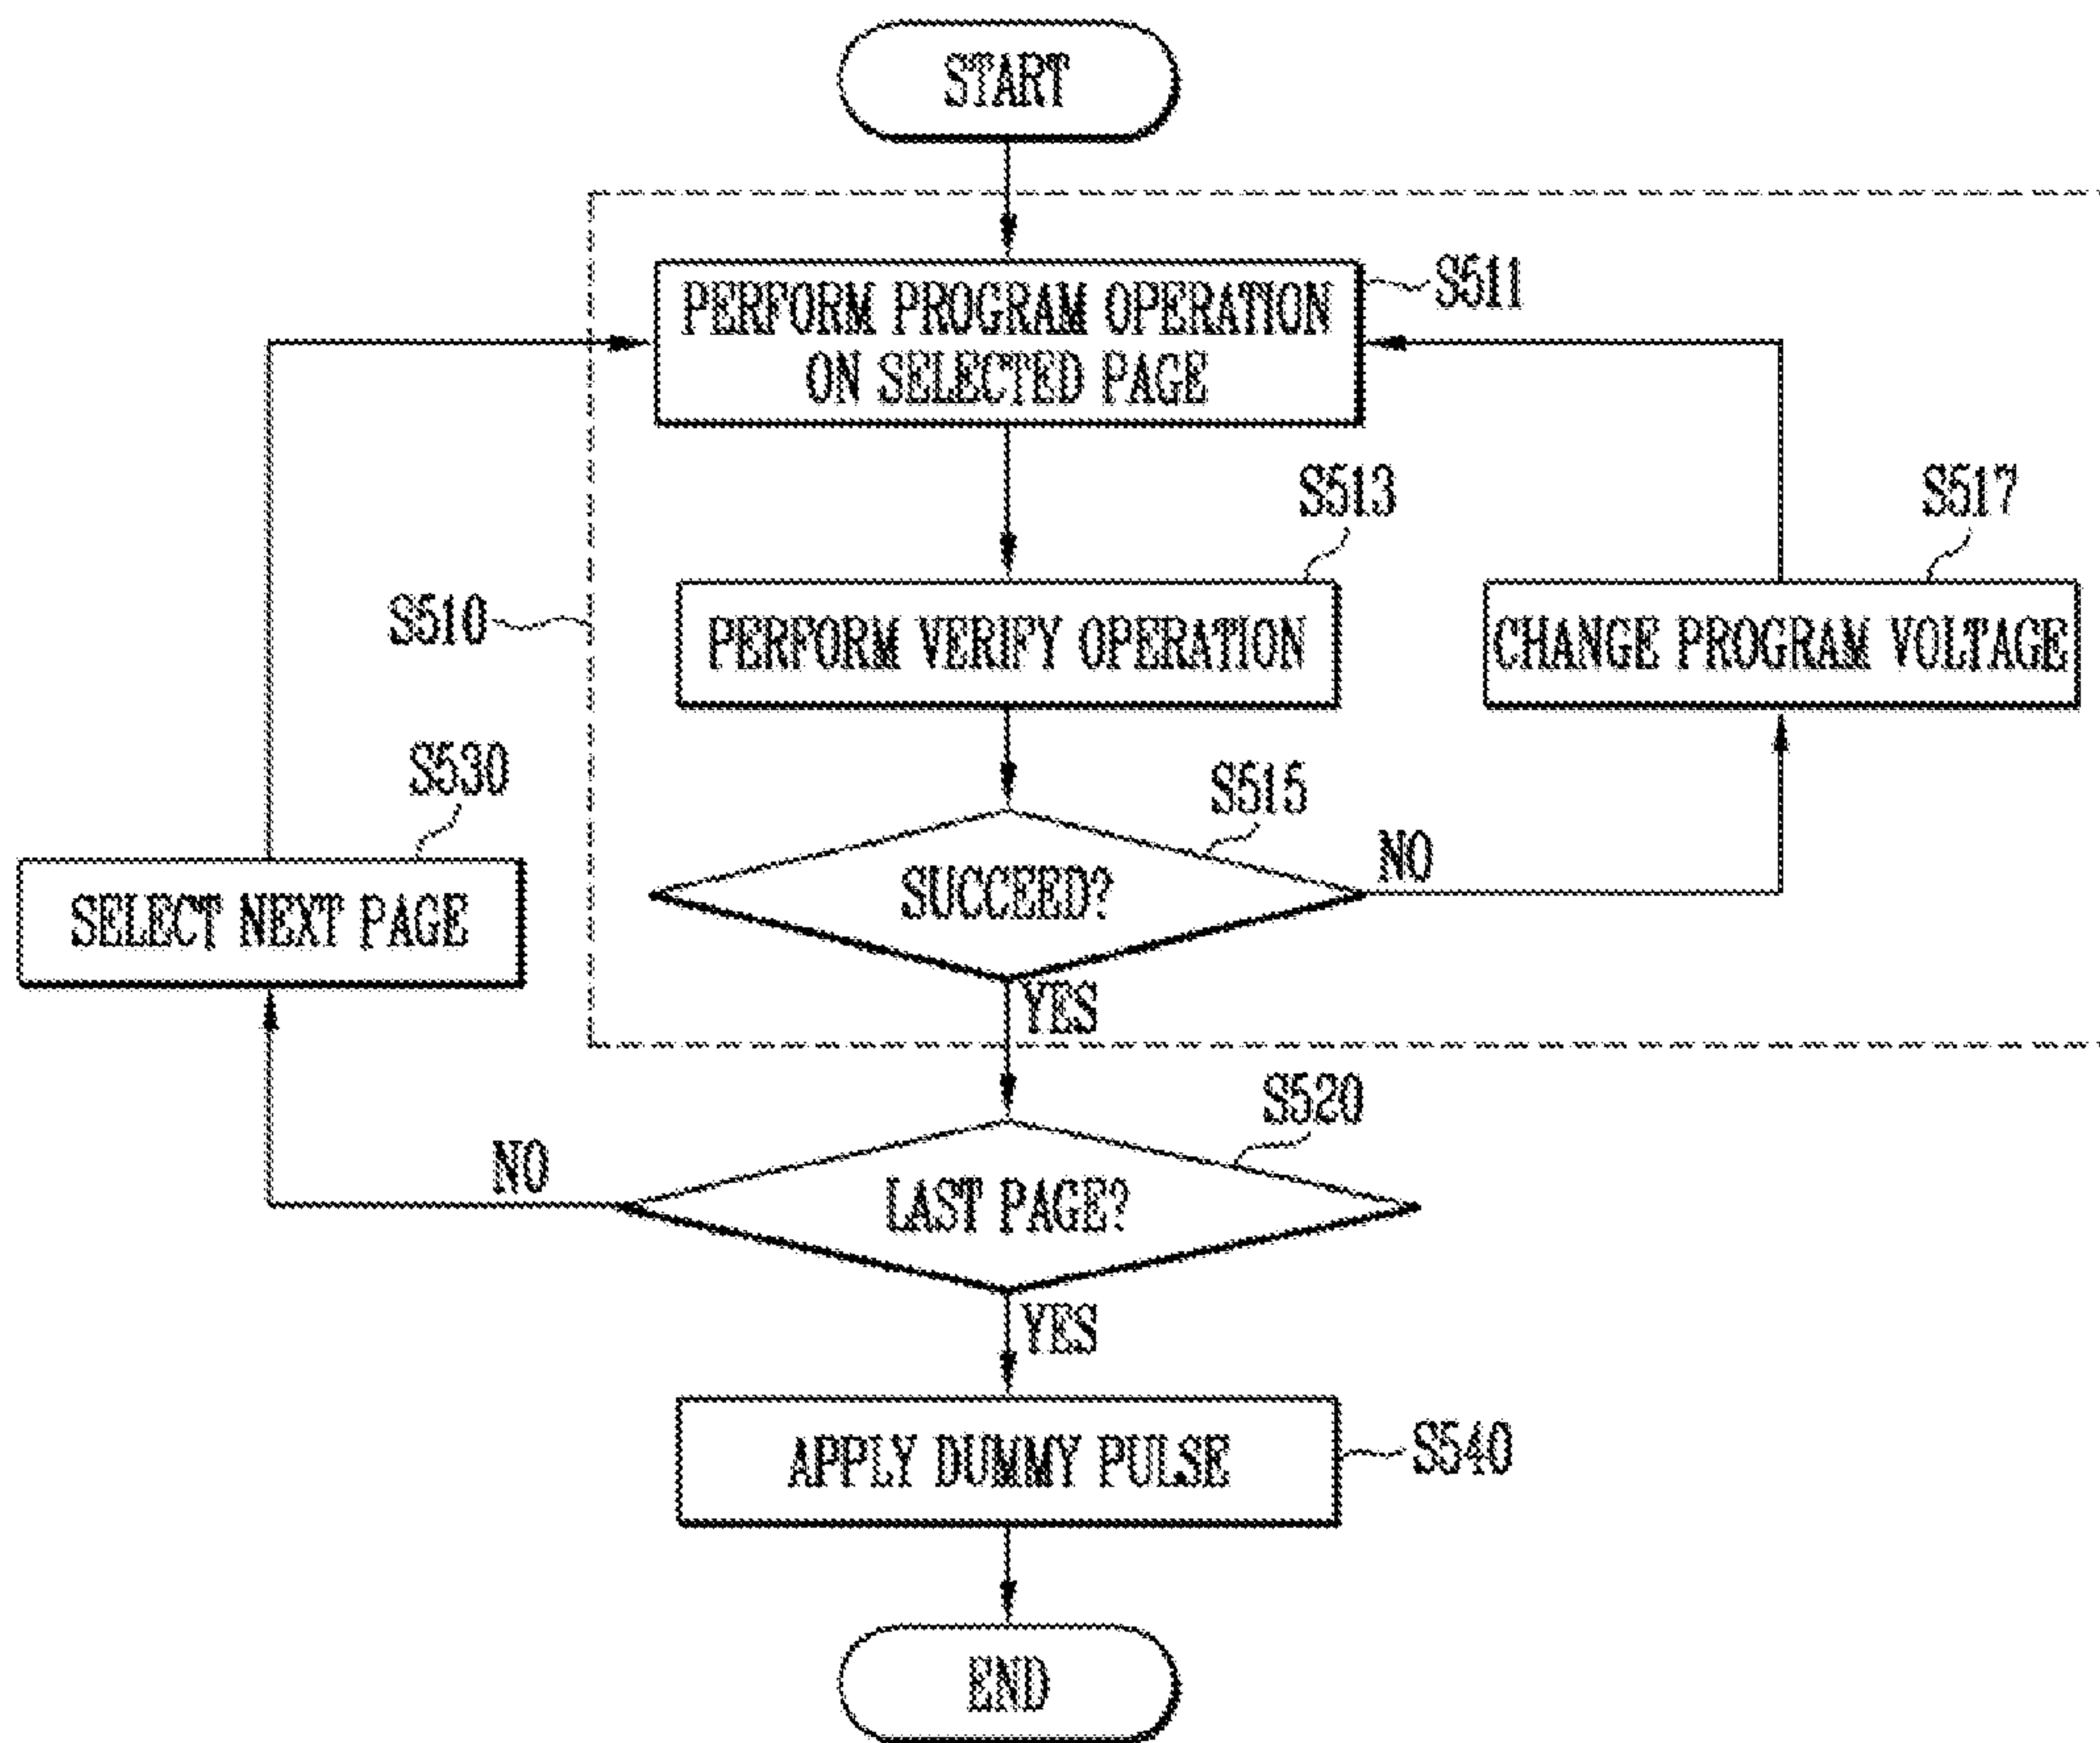 START
S511
PERFORM PROGRAM OPERATION
ON SELECTED PAGE
S513
S517
S510
PERFORM VERIFY OPERATION
CHANGE PROGRAM VOLTAGE
S530
S515
NO
SUCCEED?
SELECT NEXT PAGE
YES
S520
NO
LAST PAGE?
YES
APPLY DUMMY PULSE
S540
END